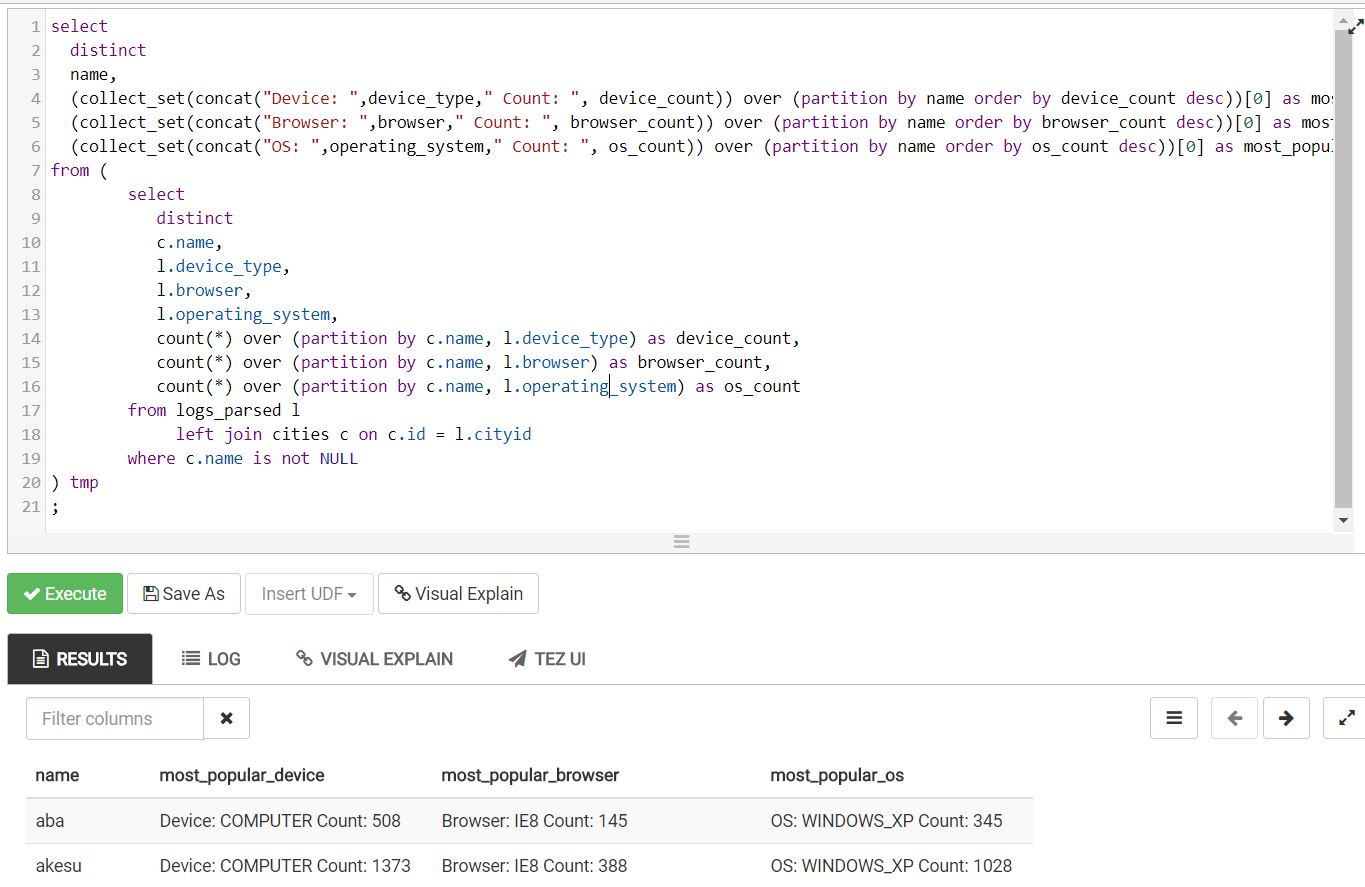 1 select
2 distinct
3 name,
4 (collect_set(concat("Device: ",device_type," Count: ", device_count)) over (partition by name order by device_count desc))[0] as mo
5 (collect_set(concat("Browser: ",browser," Count: ", browser_count)) over (partition by name order by browser_count desc))[0] as most
6 (collect_set(concat("OS: ",operating_system," Count: ", os_count)) over (partition by name order by os_count desc))[0] as most_popu
7 from (
8 select
9 distinct
10 c.name,
11 l.device_type,
12 l.browser,
13 l.operating_system,
14 count(*) over (partition by c.name, l.device_type) as device_count,
15 count(*) over (partition by c.name, l.browser) as browser_count,
16 count(*) over (partition by c.name, l.operating_system) as os_count
17 from logs_parsed l
18 left join cities c on c.id = l.cityid
19 where c.name is not NULL
20 ) tmp
21 ;
Execute Save As Insert UDF Visual Explain
RESULTS LOG VISUAL EXPLAIN TEZ UI
Filter columns
name most_popular_device most_popular_browser most_popular_os
aba Device: COMPUTER Count: 508 Browser: IE8 Count: 145 OS: WINDOWS_XP Count: 345
akesu Device: COMPUTER Count: 1373 Browser: IE8 Count: 388 OS: WINDOWS_XP Count: 1028